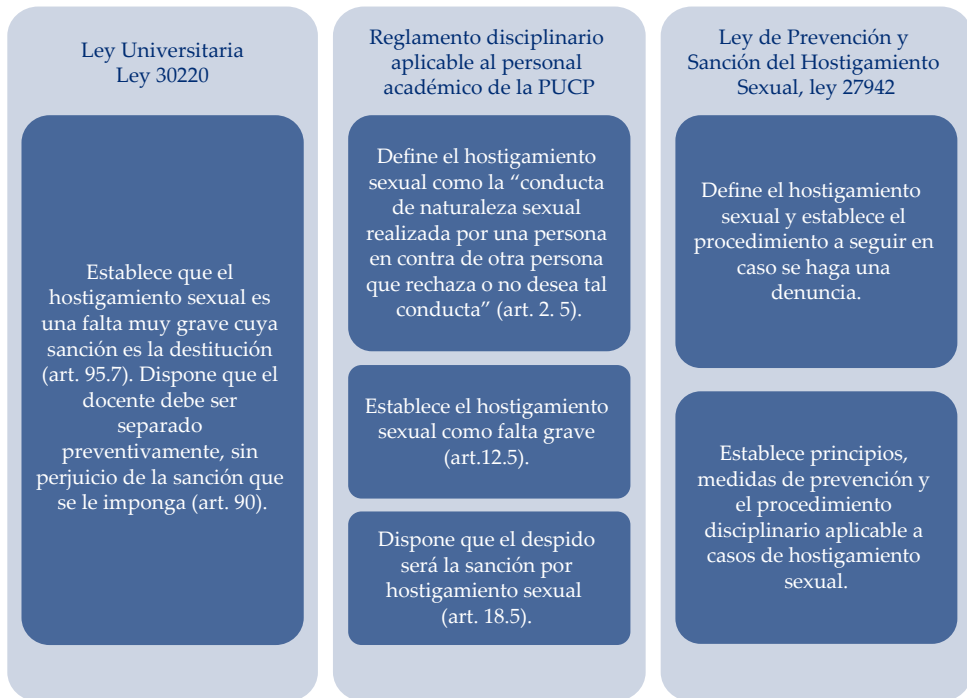 Ley Universitaria
Ley 30220
Establece que el
hostigamiento sexual es
una falta muy grave cuya
sanción es la destitución
(art. 95.7). Dispone que el
docente debe ser
separado
preventivamente, sin
perjuicio de la sanción que
se le imponga (art. 90).
Reglamento disciplinario
aplicable al personal
académico de la PUCP
Define el hostigamiento
sexual como la “conducta
de naturaleza sexual
realizada por una persona
en contra de otra persona
que rechaza o no desea tal
conducta” (art. 2. 5).
Establece el hostigamiento
sexual como falta grave
(art.12.5).
Dispone que el despido
será la sanción por
hostigamiento sexual
(art. 18.5).
Ley de Prevención y
Sanción del Hostigamiento
Sexual, ley 27942
Define el hostigamiento
sexual y establece el
procedimiento a seguir en
caso se haga una
denuncia.
Establece principios,
medidas de prevención y
el procedimiento
disciplinario aplicable a
casos de hostigamiento
sexual.